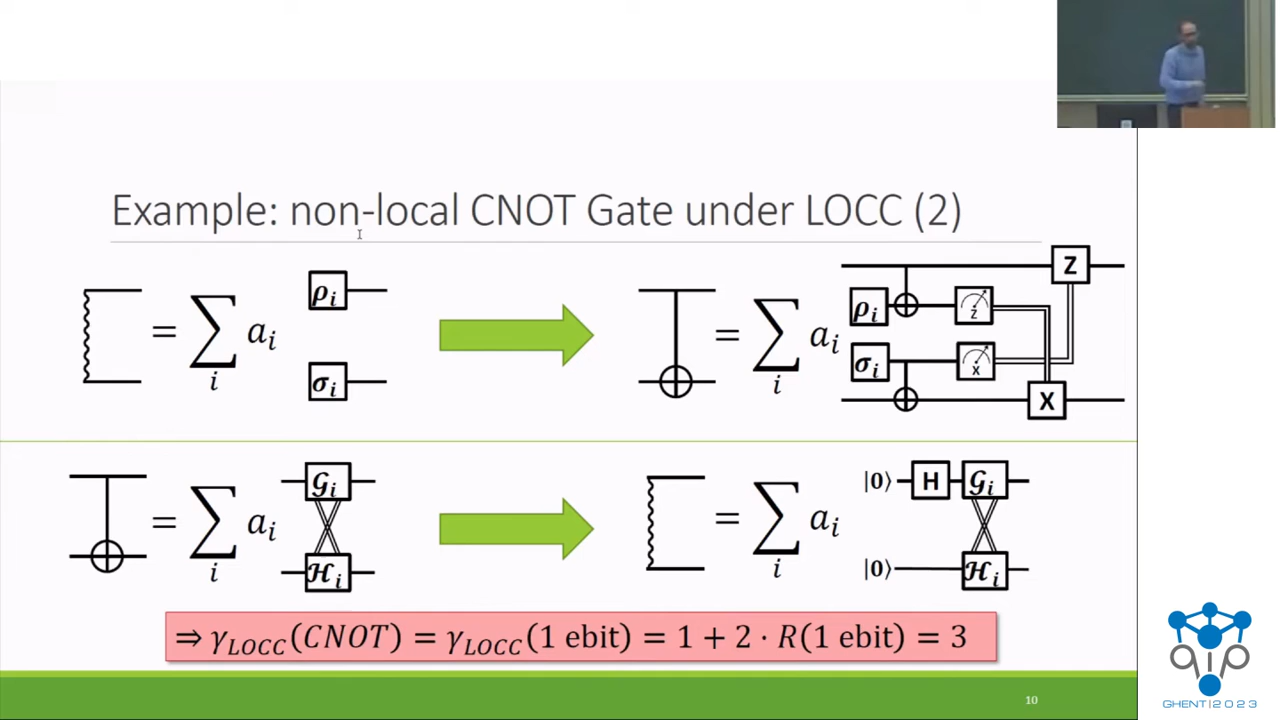 Example: non-local CNOT Gate under LOCC (2)
= ∑ᵢ aᵢ ρᵢ σᵢ
= ∑ᵢ aᵢ ρᵢ σᵢ Z X Z X
= ∑ᵢ aᵢ 𝒢ᵢ ℋᵢ
= ∑ᵢ aᵢ |0⟩ H 𝒢ᵢ |0⟩ ℋᵢ
⇒ γ_LOCC(CNOT) = γ_LOCC(1 ebit) = 1 + 2 · R(1 ebit) = 3
10
qip
GHENT|2023